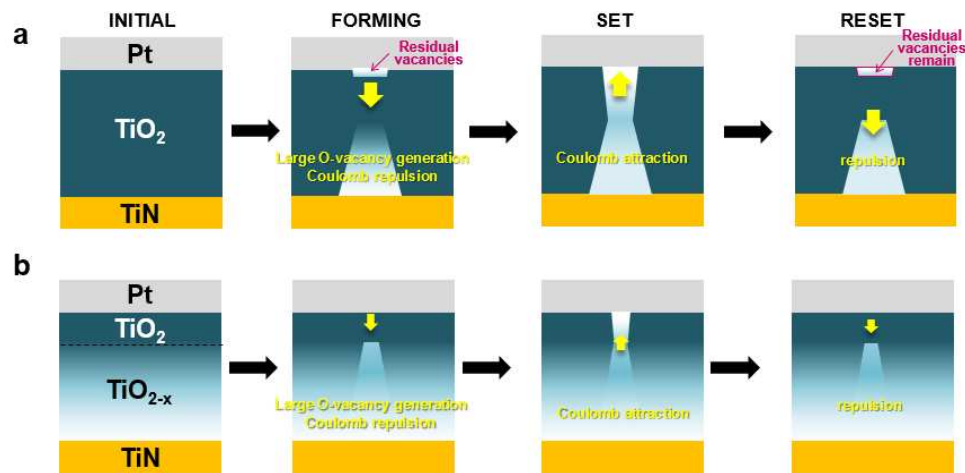 INITIAL
FORMING
SET
RESET
a
Pt
TiO2
TiN
Residual
vacancies
Large O-vacancy generation
Coulomb repulsion
Coulomb attraction
Residual
vacancies
remain
repulsion
b
Pt
TiO2
TiO2-x
TiN
Large O-vacancy generation
Coulomb repulsion
Coulomb attraction
repulsion